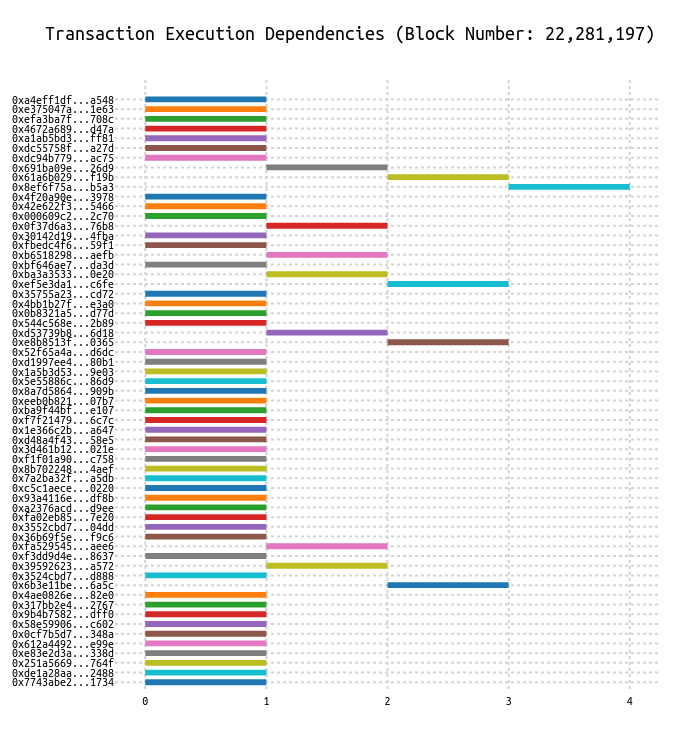 Transaction Execution Dependencies (Block Number: 22,281,197)
0xa4eff1df...a548
0xe375047a...1e63
0xefa3ba7f...708c
0x4672a689...d47a
0xa1ab5bd3...ff81
0xdc55758f...a27d
0xdc94b779...ac75
0x691ba09e...26d9
0x61a6b029...f19b
0x8ef6f75a...b5a3
0x4f20a90e...3978
0x42e622f3...5466
0x000609c2...2c70
0x0f37d6a3...76b8
0x30142d19...4fba
0xfbedc4f6...59f1
0xb6518298...aefb
0xbf646ae7...da3d
0xba3a3533...0e20
0xef5e3da1...c6fe
0x35755a23...cd72
0x4bb1b27f...e3a0
0x0b8321a5...d77d
0x544c568e...2b89
0xd53739b8...6d18
0xe8b8513f...0365
0x52f65a4a...d6dc
0xd1997ee4...80b1
0x1a5b3d53...9e03
0x5e55886c...86d9
0x8a7d5864...909b
0xeeb0b821...07b7
0xba9f44bf...e107
0xf7f21479...6c7c
0x1e366c2b...a647
0xd48a4f43...58e5
0x3d461b12...021e
0xf1f01a90...c758
0x8b702248...4aef
0x7a2ba32f...a5db
0xc5c1aece...0220
0x93a4116e...df8b
0xa2376acd...d9ee
0xfa02eb85...7e20
0x3552cbd7...04dd
0x36b69f5e...f9c6
0xfa529545...aee6
0xf3dd9d4e...8637
0x39592623...a572
0x3524cbd7...d888
0x6b3e11be...6a5c
0x4ae0826e...82e0
0x317bb2e4...2767
0x9b4b7582...dff0
0x58e59906...c602
0x0cf7b5d7...348a
0x612a4492...e99e
0xe83e2d3a...338d
0x251a5669...764f
0xde1a28aa...2488
0x7743abe2...1734
0 1 2 3 4